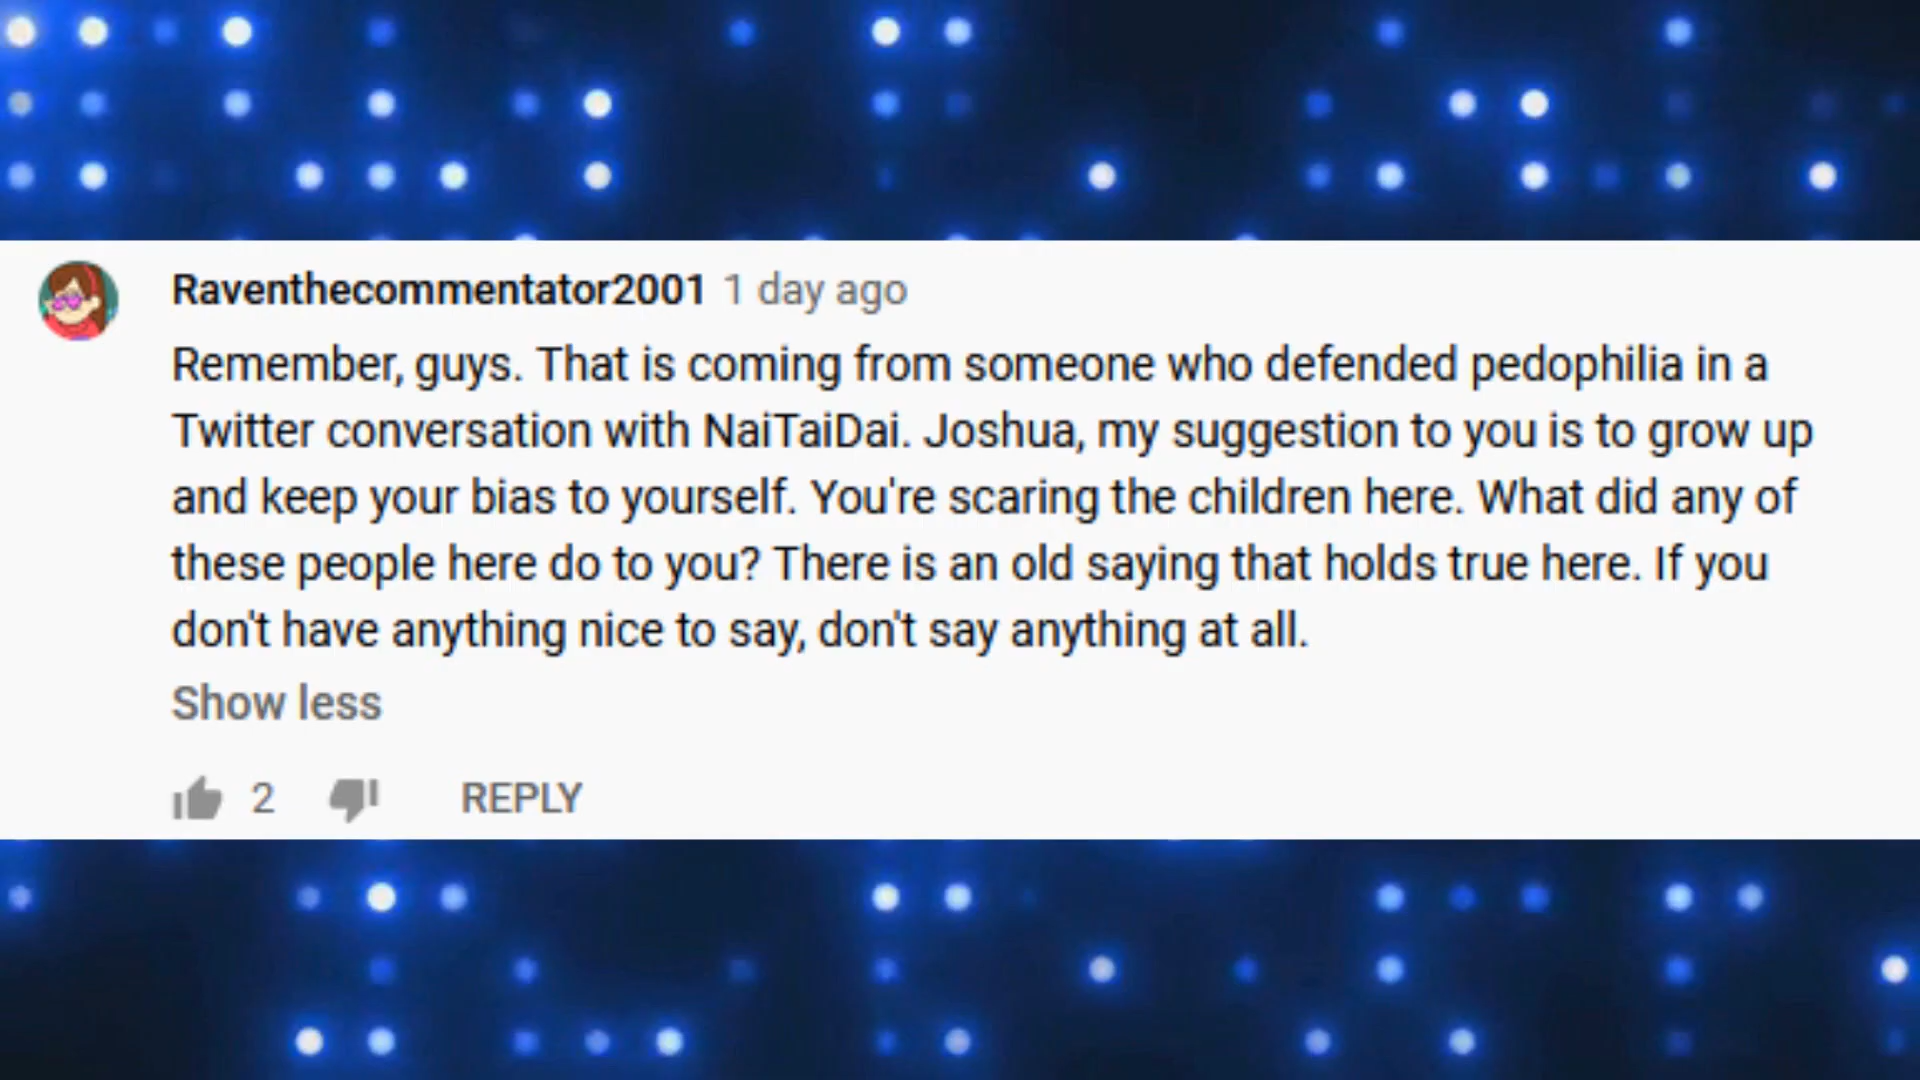 Raventhecommentator2001 1 day ago
Remember, guys. That is coming from someone who defended pedophilia in a
Twitter conversation with NaiTaiDai. Joshua, my suggestion to you is to grow up
and keep your bias to yourself. You're scaring the children here. What did any of
these people here do to you? There is an old saying that holds true here. If you
don't have anything nice to say, don't say anything at all.
Show less
2 REPLY